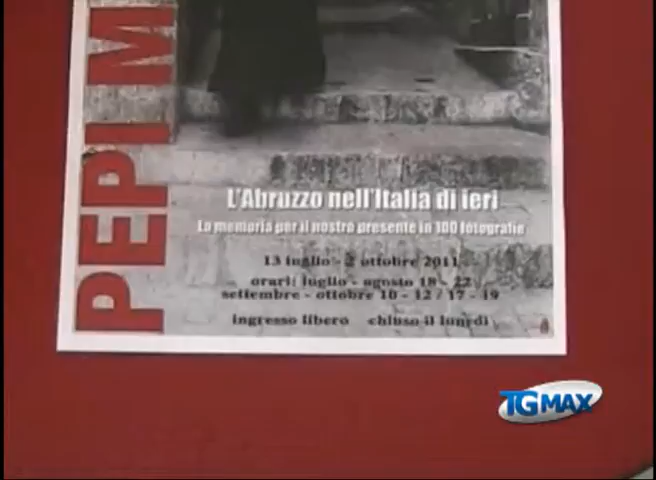 PEPI M
L'Abruzzo nell'Italia di ieri
La memoria per il nostro presente in 100 fotografie
13 luglio - 2 ottobre 2011
orari: luglio - agosto 18 - 22
settembre - ottobre 10 - 12 / 17 - 19
ingresso libero chiuso il lunedì
TGMAX